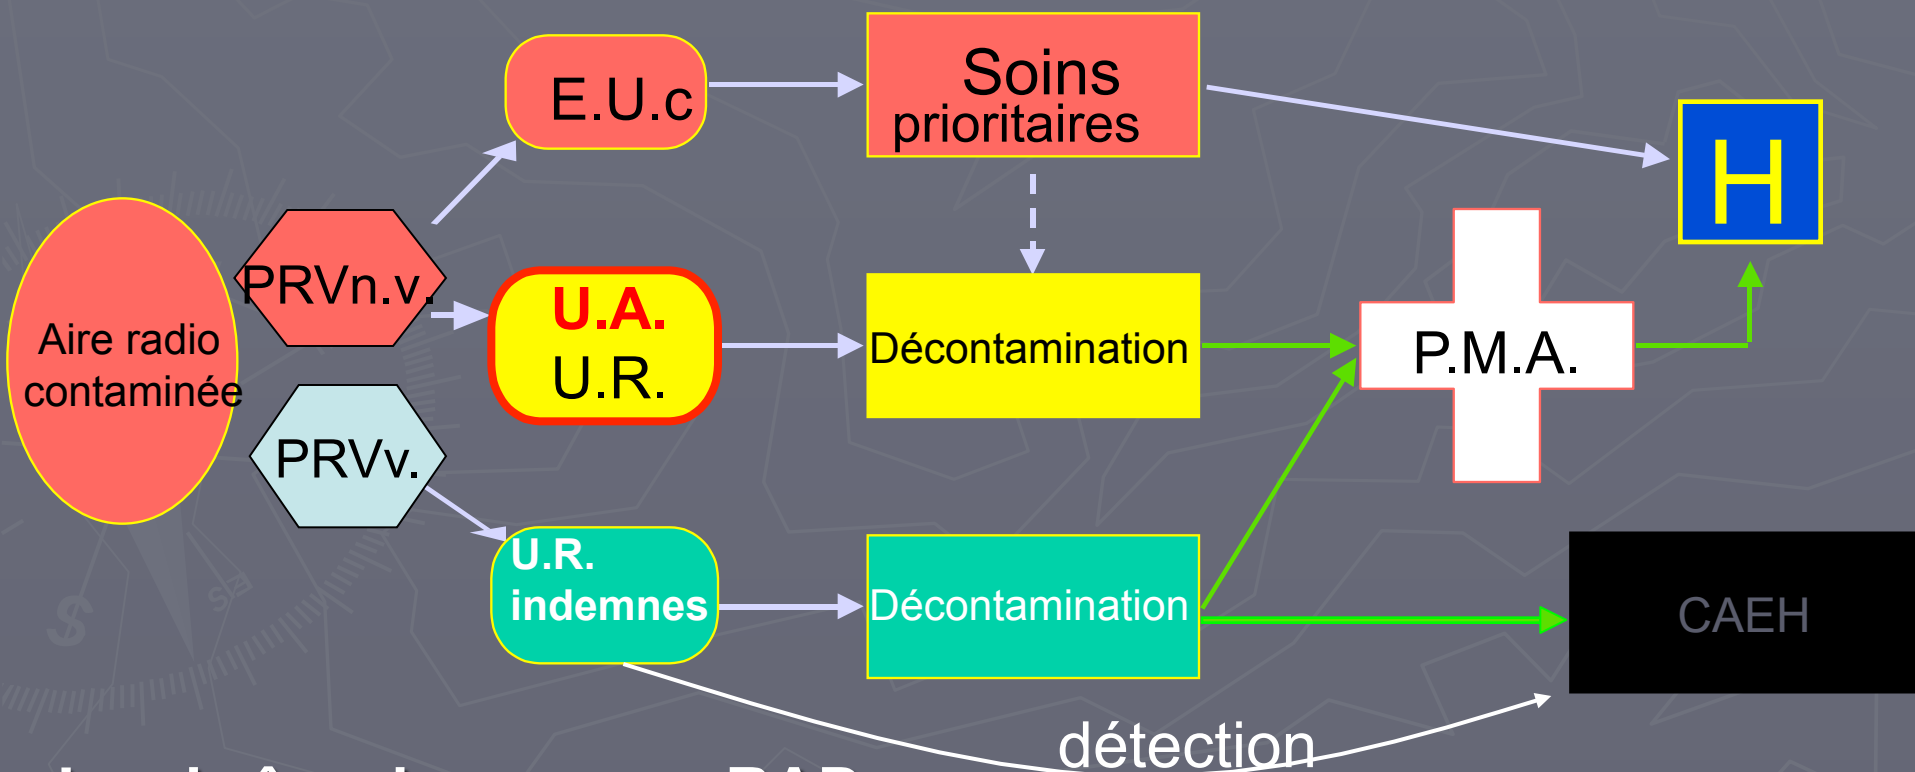 E.U.c
Soins
prioritaires
H
PRVn.v.
Aire radio
contaminée
U.A.
U.R.
Décontamination
P.M.A.
PRVv.
U.R.
indemnes
Décontamination
CAEH
détection